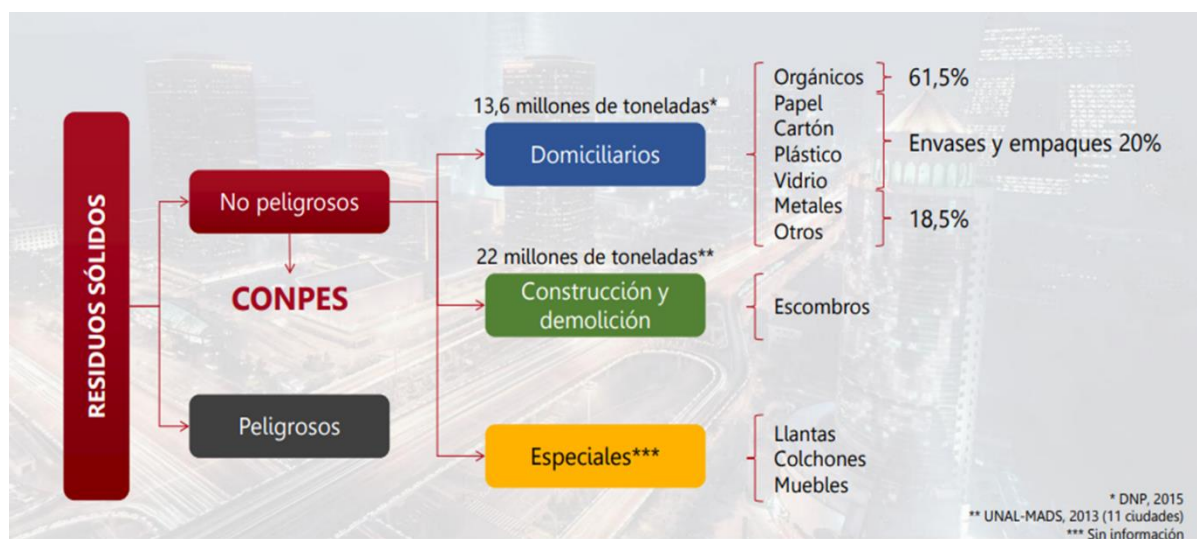 RESIDUOS SÓLIDOS
No peligrosos
CONPES
Peligrosos
13,6 millones de toneladas*
Domiciliarios
22 millones de toneladas**
Construcción y
demolición
Especiales***
Orgánicos
Papel
Cartón
Plástico
Vidrio
Metales
Otros
61,5%
Envases y empaques 20%
18,5%
Escombros
Llantas
Colchones
Muebles
* DNP, 2015
** UNAL-MADS, 2013 (11 ciudades)
*** Sin información